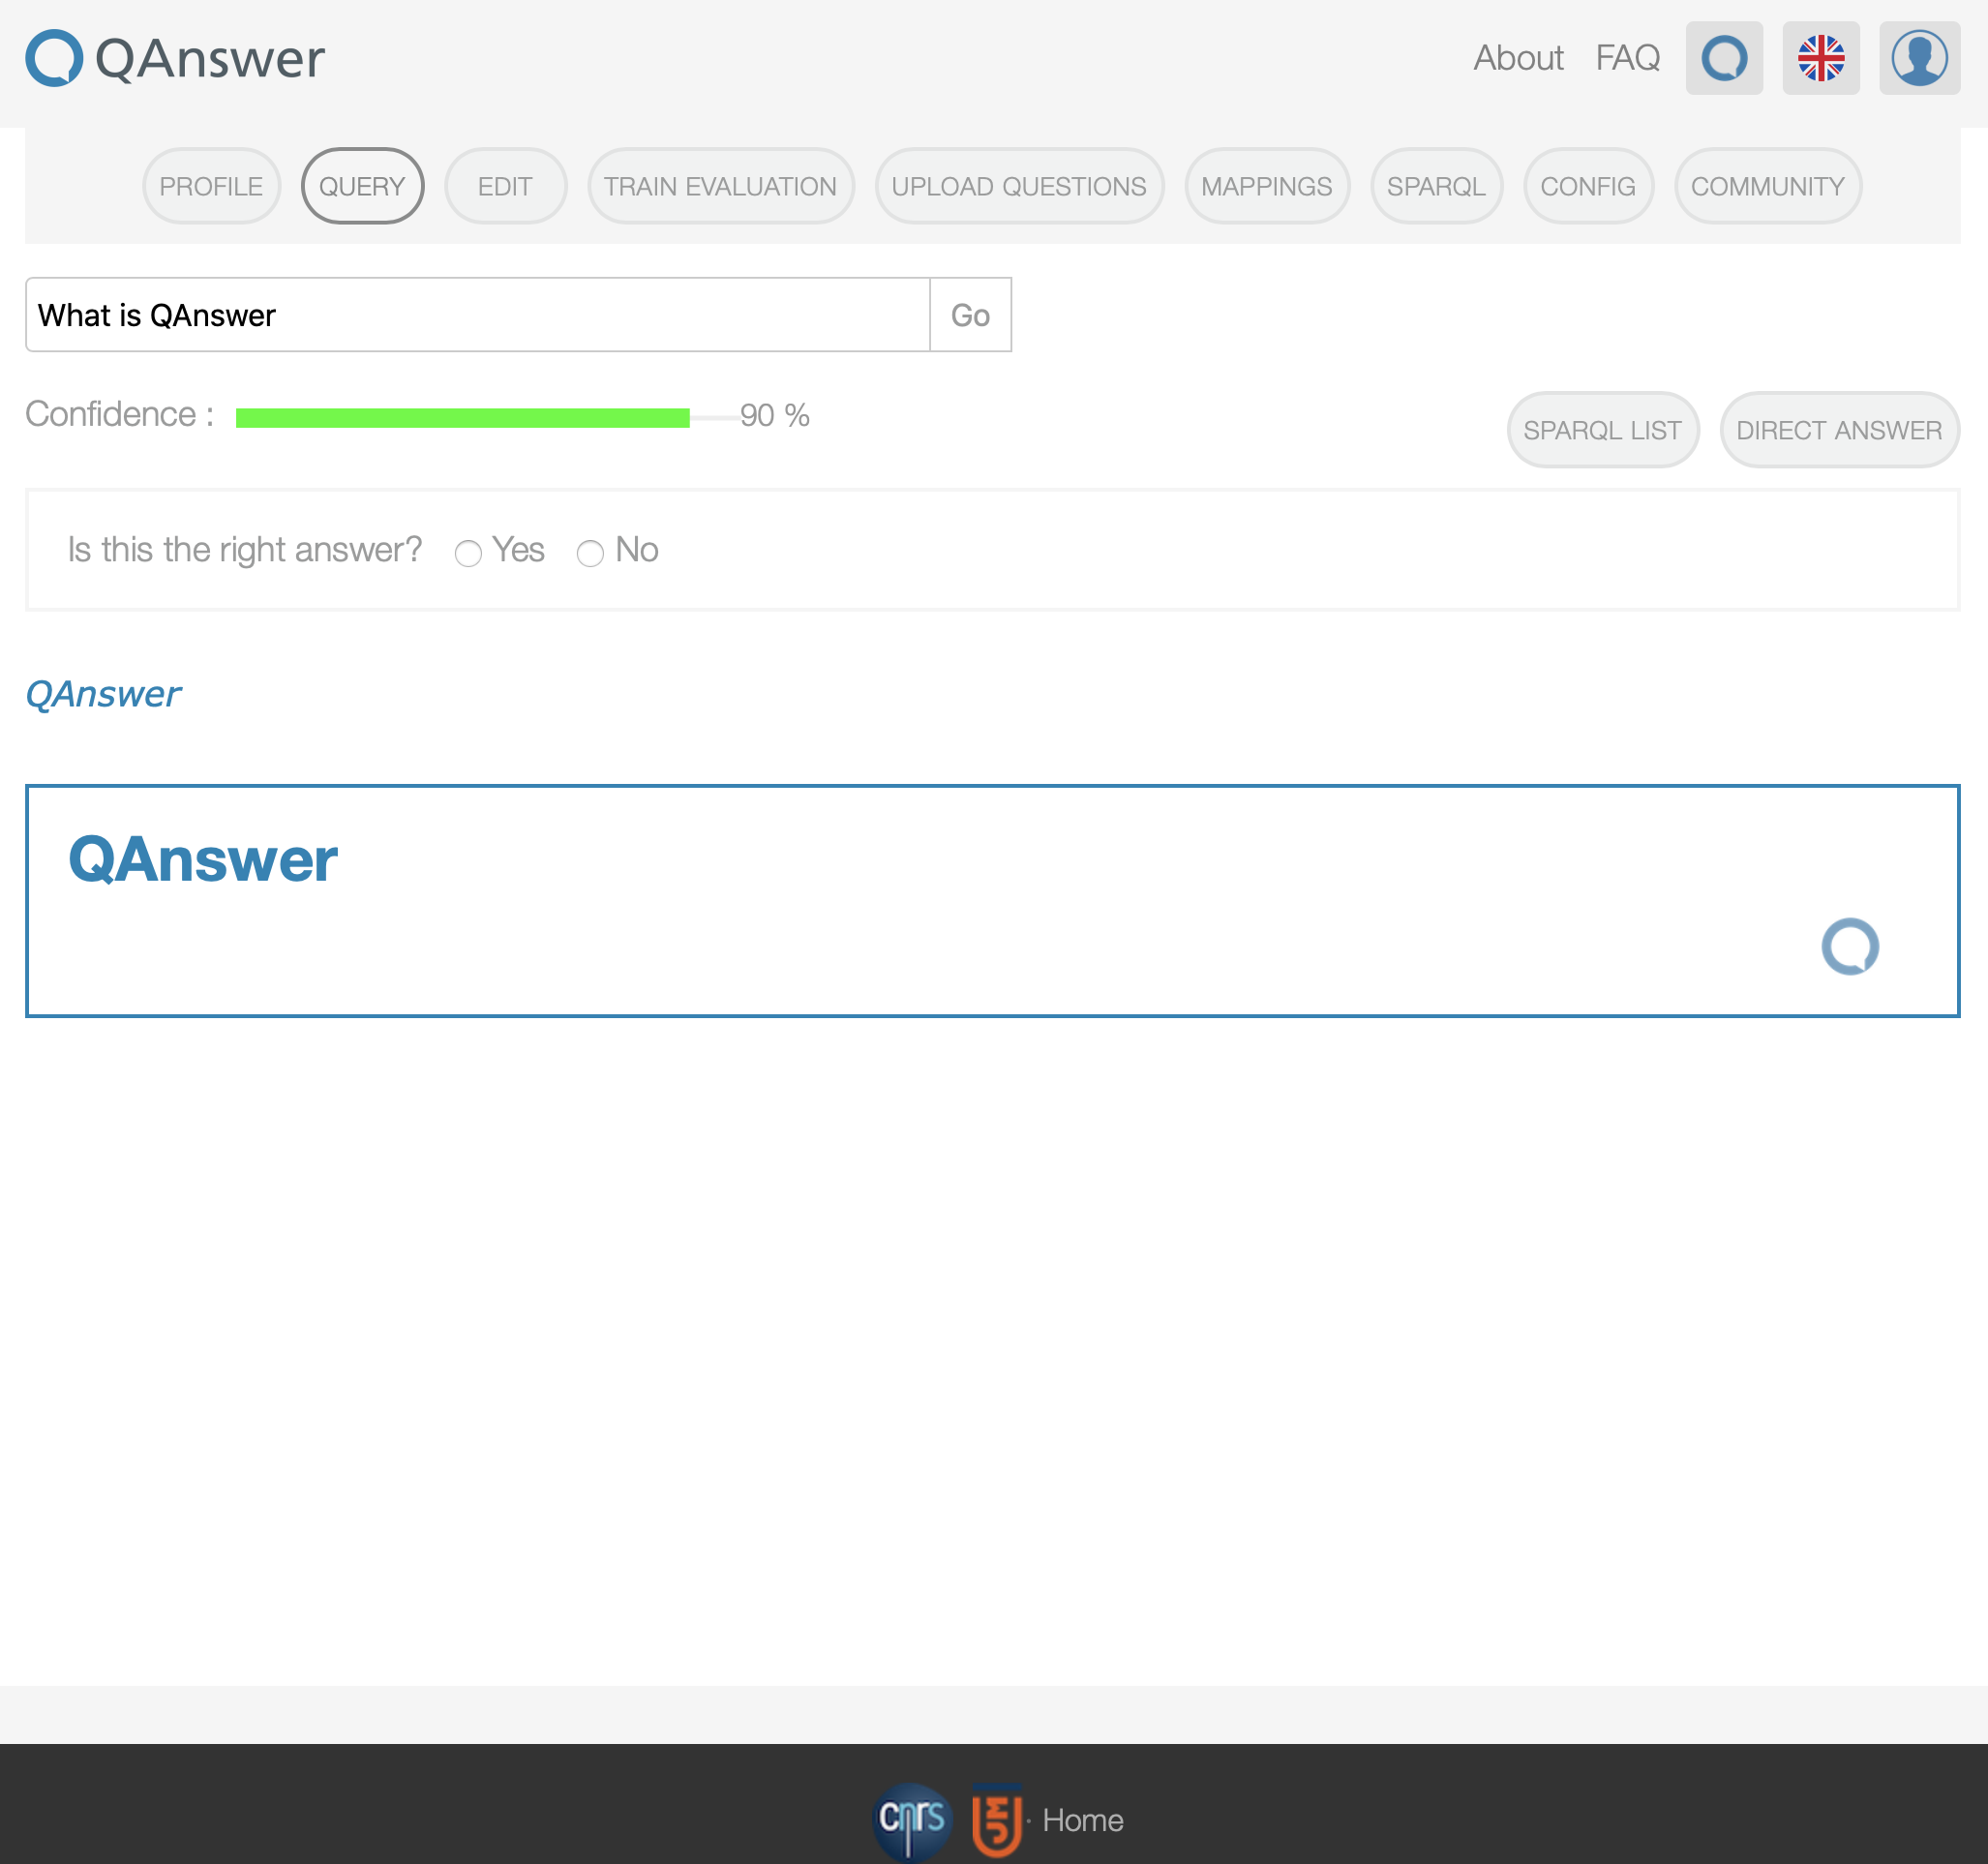 QAnswer
About FAQ
PROFILE QUERY EDIT TRAIN EVALUATION UPLOAD QUESTIONS MAPPINGS SPARQL CONFIG COMMUNITY
What is QAnswer Go
Confidence : 90 %
SPARQL LIST DIRECT ANSWER
Is this the right answer? Yes No
QAnswer
QAnswer
cnrs UJM · Home